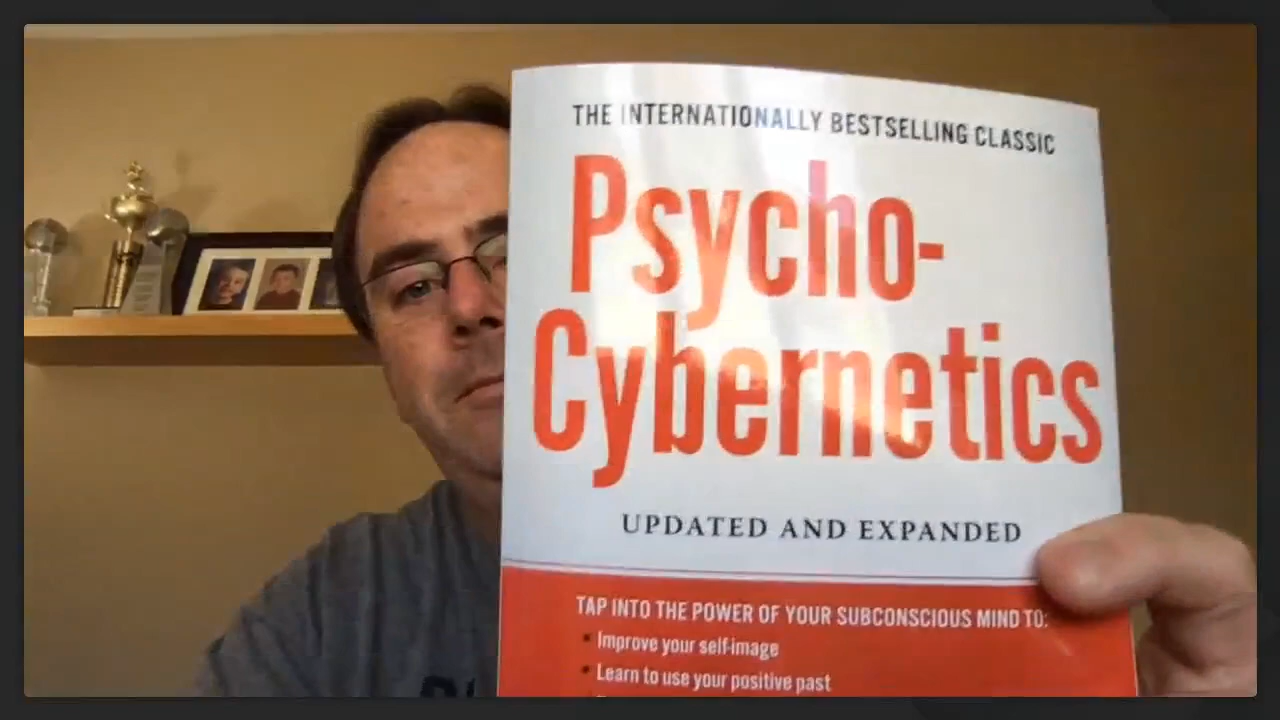 THE INTERNATIONALLY BESTSELLING CLASSIC
Psycho-
Cybernetics
UPDATED AND EXPANDED
TAP INTO THE POWER OF YOUR SUBCONSCIOUS MIND TO:
▪ Improve your self-image
▪ Learn to use your positive past